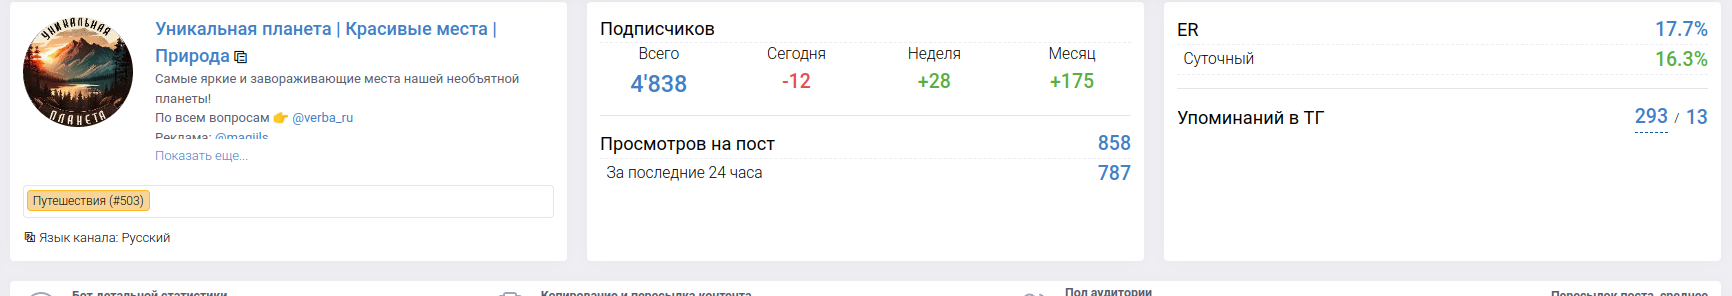 УНИКАЛЬНАЯ
ПЛАНЕТА
Уникальная планета | Красивые места |
Природа
Самые яркие и завораживающие места нашей необъятной
планеты!
По всем вопросам 👉 @verba_ru
Реклама: @magiils
Показать еще...
Путешествия (#503)
Язык канала: Русский
Подписчиков
Всего Сегодня Неделя Месяц
4'838 -12 +28 +175
Просмотров на пост 858
За последние 24 часа 787
ER 17.7%
Суточный 16.3%
Упоминаний в ТГ 293 / 13
Бот детальной статистики
Копирование и пересылка контента
Пол аудитории
Пересылок поста, среднее